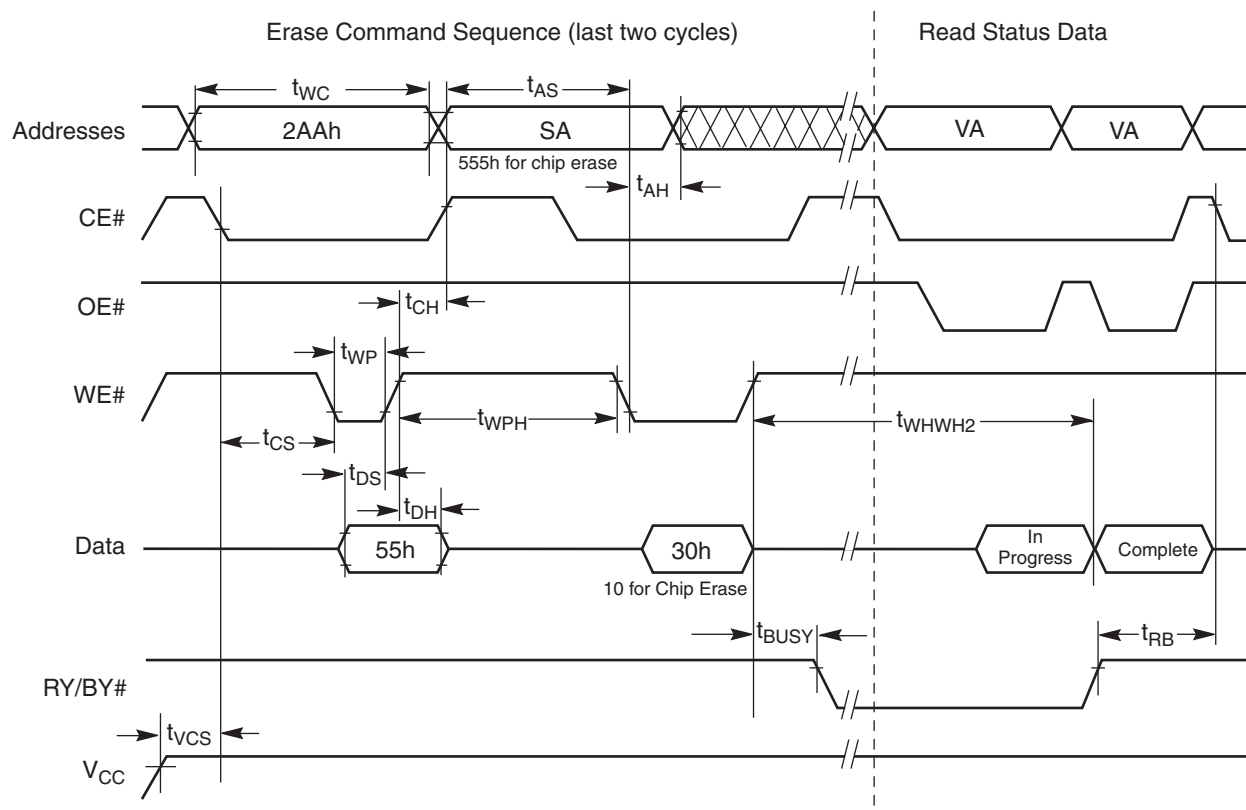 Erase Command Sequence (last two cycles)
Read Status Data
tWC
tAS
Addresses
2AAh
SA
VA
VA
555h for chip erase
tAH
CE#
OE#
tCH
tWP
WE#
tWPH
tWHWH2
tCS
tDS
tDH
Data
55h
30h
In
Progress
Complete
10 for Chip Erase
tBUSY
tRB
RY/BY#
tVCS
VCC